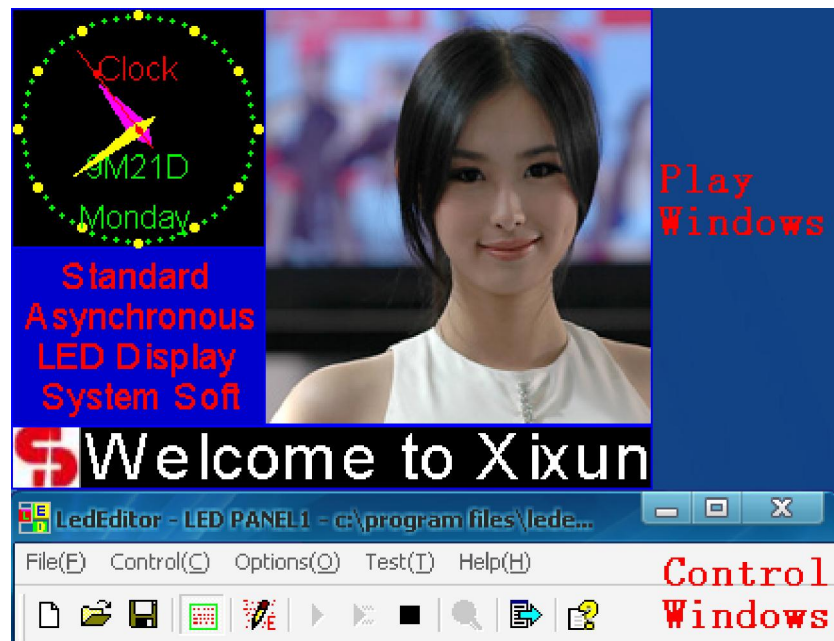 Clock
9M21D
Monday
Standard
Asynchronous
LED Display
System Soft
Play
Windows
Welcome to Xixun
LedEditor - LED PANEL1 - c:\program files\lede...
File(F) Control(C) Options(O) Test(T) Help(H)
Control
Windows